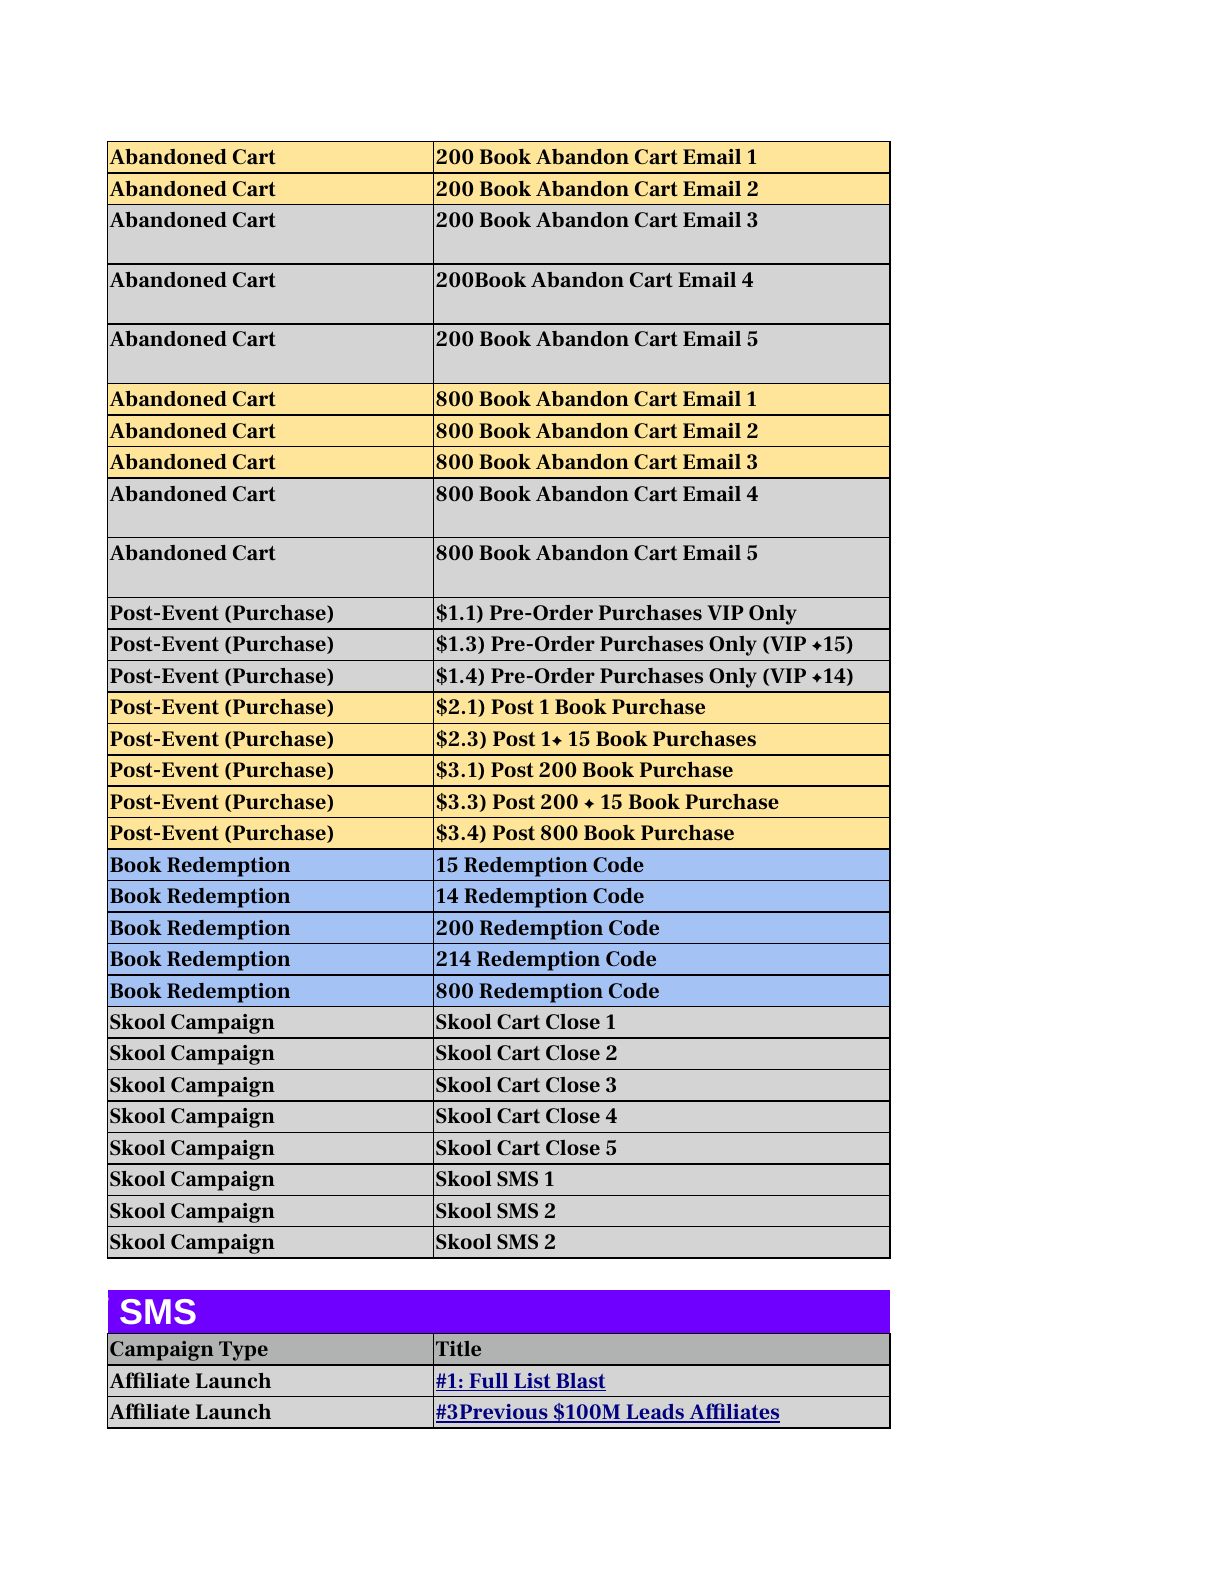 Abandoned Cart 200 Book Abandon Cart Email 1
Abandoned Cart 200 Book Abandon Cart Email 2
Abandoned Cart 200 Book Abandon Cart Email 3
Abandoned Cart 200Book Abandon Cart Email 4
Abandoned Cart 200 Book Abandon Cart Email 5
Abandoned Cart 800 Book Abandon Cart Email 1
Abandoned Cart 800 Book Abandon Cart Email 2
Abandoned Cart 800 Book Abandon Cart Email 3
Abandoned Cart 800 Book Abandon Cart Email 4
Abandoned Cart 800 Book Abandon Cart Email 5
Post-Event (Purchase) $1.1) Pre-Order Purchases VIP Only
Post-Event (Purchase) $1.3) Pre-Order Purchases Only (VIP ✦15)
Post-Event (Purchase) $1.4) Pre-Order Purchases Only (VIP ✦14)
Post-Event (Purchase) $2.1) Post 1 Book Purchase
Post-Event (Purchase) $2.3) Post 1✦ 15 Book Purchases
Post-Event (Purchase) $3.1) Post 200 Book Purchase
Post-Event (Purchase) $3.3) Post 200 ✦ 15 Book Purchase
Post-Event (Purchase) $3.4) Post 800 Book Purchase
Book Redemption 15 Redemption Code
Book Redemption 14 Redemption Code
Book Redemption 200 Redemption Code
Book Redemption 214 Redemption Code
Book Redemption 800 Redemption Code
Skool Campaign Skool Cart Close 1
Skool Campaign Skool Cart Close 2
Skool Campaign Skool Cart Close 3
Skool Campaign Skool Cart Close 4
Skool Campaign Skool Cart Close 5
Skool Campaign Skool SMS 1
Skool Campaign Skool SMS 2
Skool Campaign Skool SMS 2
SMS
Campaign Type Title
Affiliate Launch #1: Full List Blast
Affiliate Launch #3Previous $100M Leads Affiliates